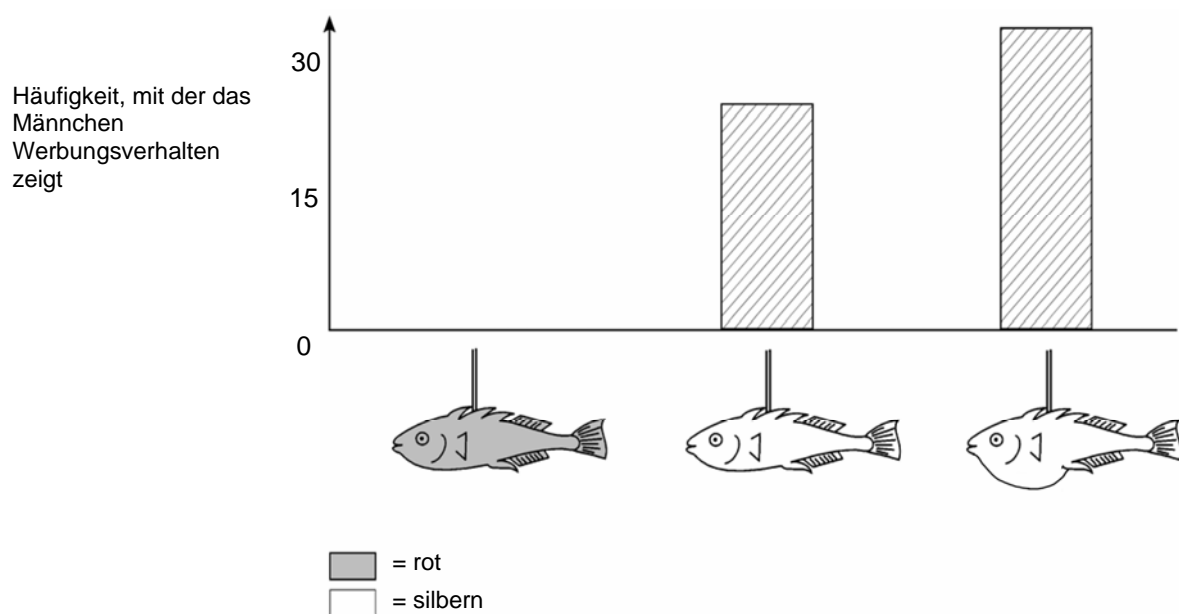 30
Häufigkeit, mit der das
Männchen
Werbungsverhalten
zeigt
15
0
= rot
= silbern